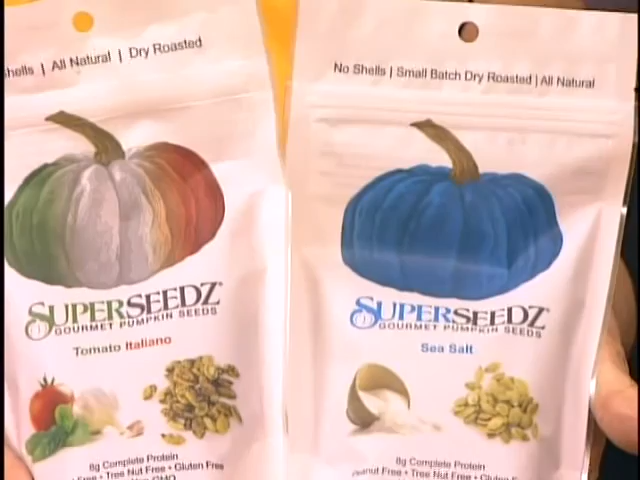 Shells | All Natural | Dry Roasted
SUPERSEEDZ
GOURMET PUMPKIN SEEDS
Tomato Italiano
8g Complete Protein
Free • Tree Nut Free • Gluten Free
No Shells | Small Batch Dry Roasted | All Natural
SUPERSEEDZ
GOURMET PUMPKIN SEEDS
Sea Salt
8g Complete Protein
Peanut Free • Tree Nut Free • Gluten F